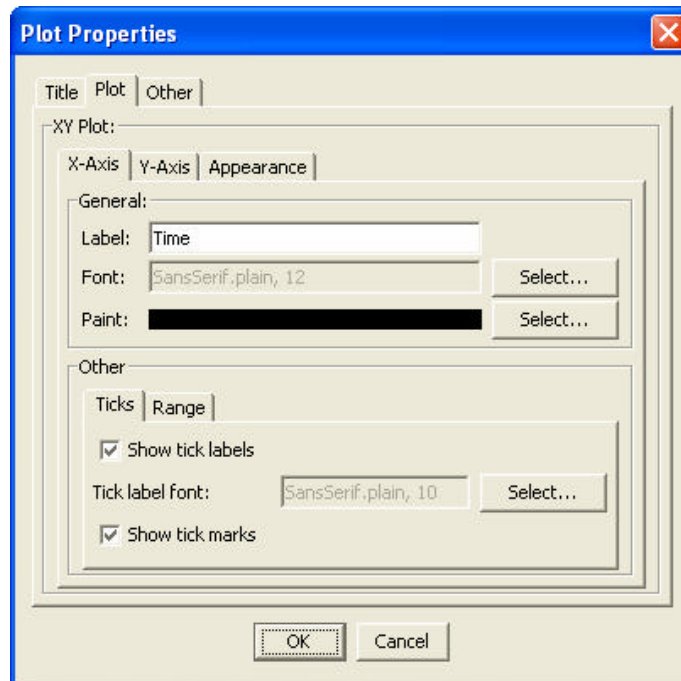 Plot Properties
Title Plot Other
XY Plot:
X-Axis Y-Axis Appearance
General:
Label: Time
Font: SansSerif.plain, 12 Select...
Paint: Select...
Other
Ticks Range
Show tick labels
Tick label font: SansSerif.plain, 10 Select...
Show tick marks
OK Cancel